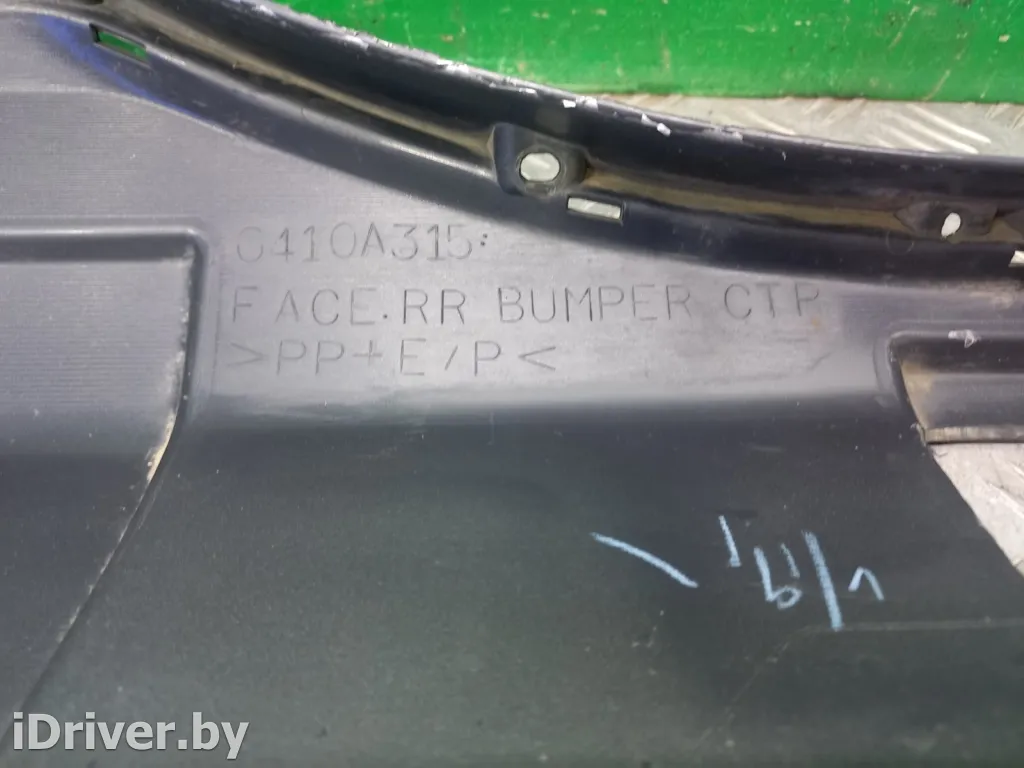 6410A315:
FACE.RR BUMPER CTR
>PP+E/P<
iDriver.by